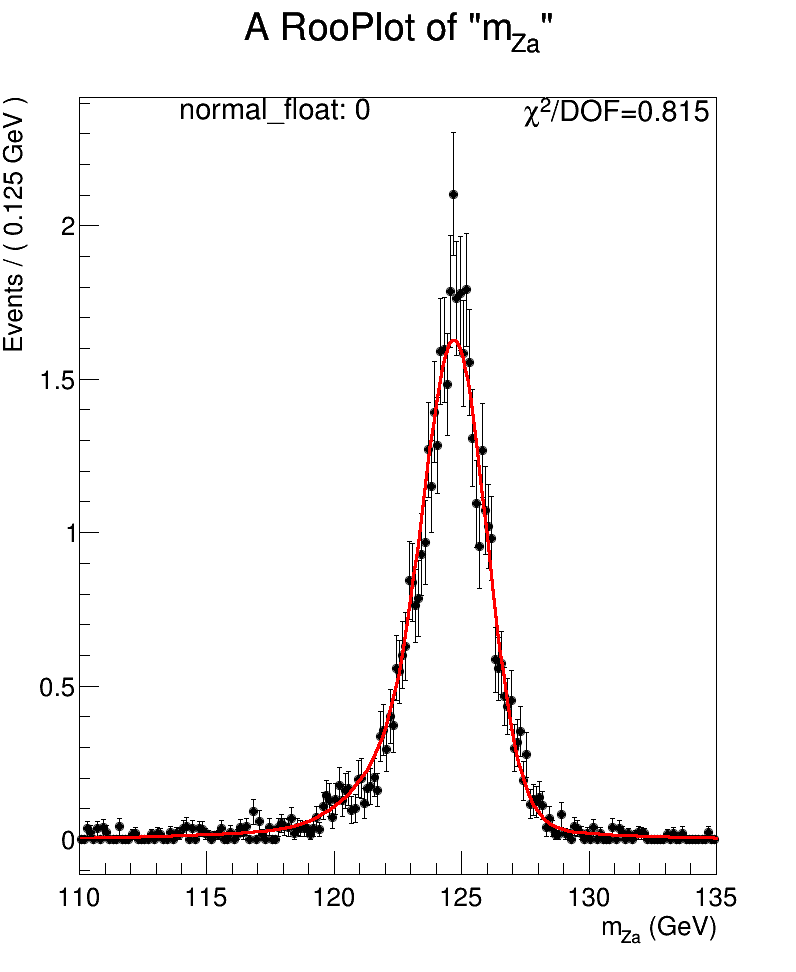 A RooPlot of "m_Za"
normal_float: 0
χ²/DOF=0.815
Events / ( 0.125 GeV )
2
1.5
1
0.5
0
110 115 120 125 130 135
m_Za (GeV)